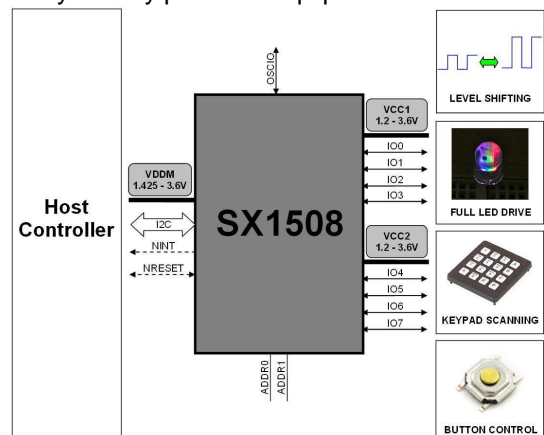 OSCIO
LEVEL SHIFTING
VCC1
1.2 - 3.6V
IO0
IO1
IO2
IO3
FULL LED DRIVE
VDDM
1.425 - 3.6V
Host
Controller
I2C
NINT
NRESET
SX1508
VCC2
1.2 - 3.6V
IO4
IO5
IO6
IO7
KEYPAD SCANNING
ADDR0
ADDR1
BUTTON CONTROL